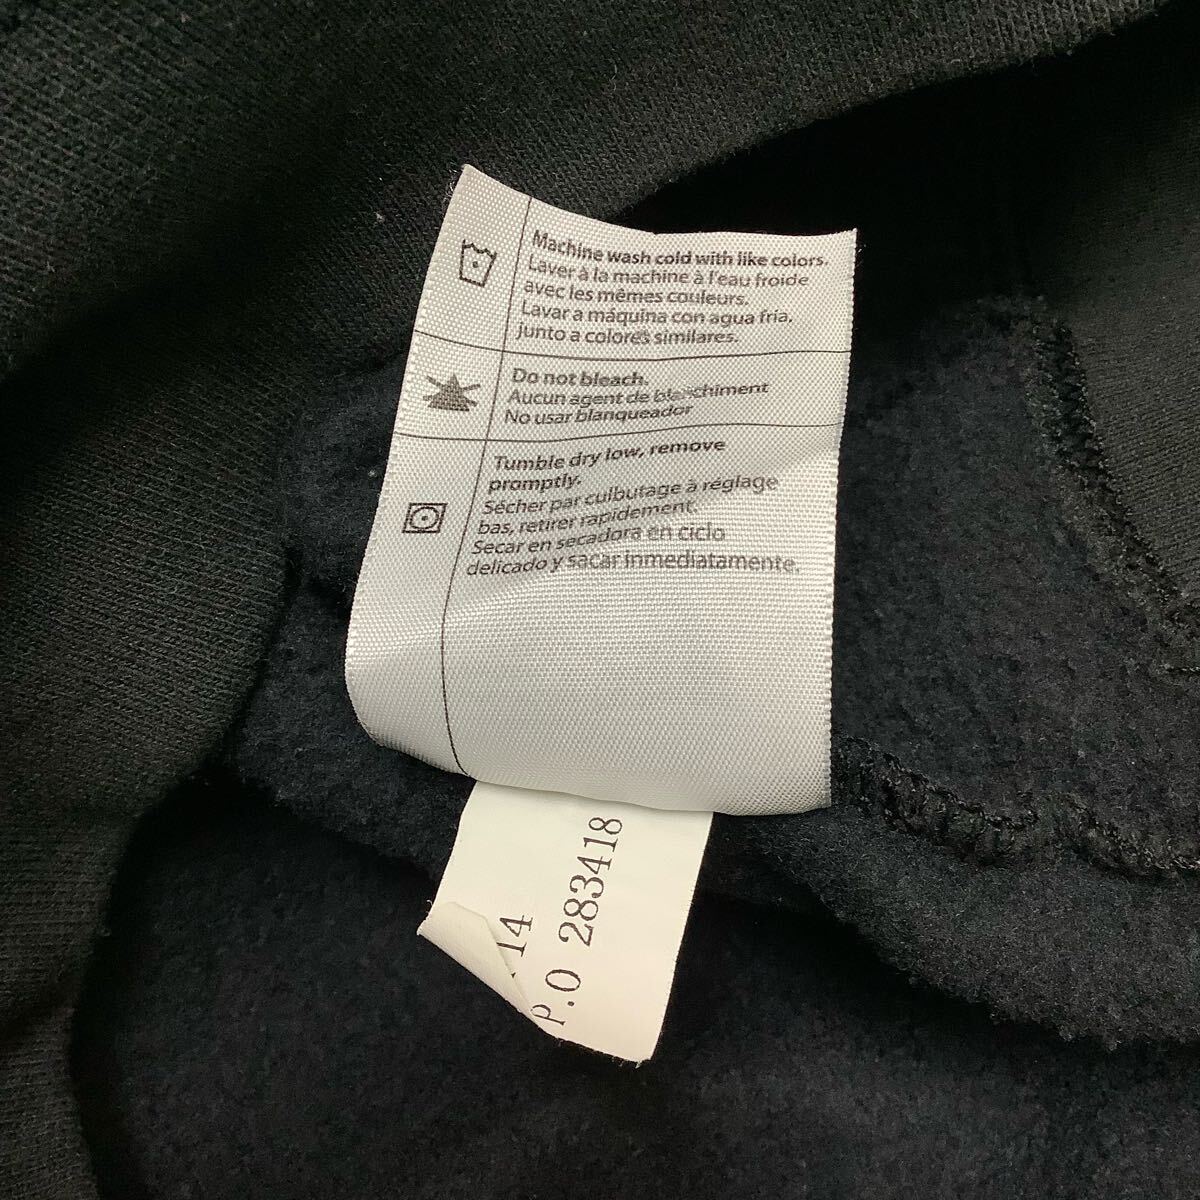 Machine wash cold with like colors.
Laver à la machine à l'eau froide
avec les mêmes couleurs.
Lavar a máquina con agua fría.
junto a colores similares.
Do not bleach.
Aucun agent de blanchiment
No usar blanqueador
Tumble dry low, remove
promptly.
Sécher par culbutage à réglage
bas, retirer rapidement.
Secar en secadora en ciclo
delicado y sacar inmediatamente.
14
P.O 283418